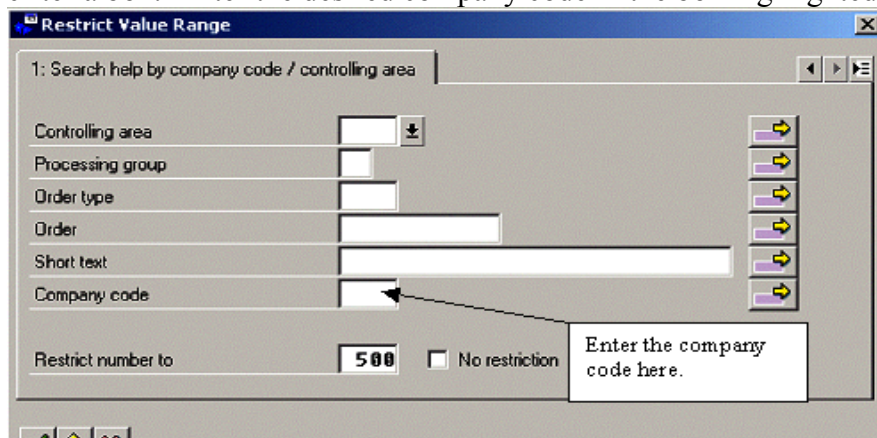 Restrict Value Range
1: Search help by company code / controlling area
Controlling area
Processing group
Order type
Order
Short text
Company code
Enter the company
code here.
Restrict number to 500 No restriction